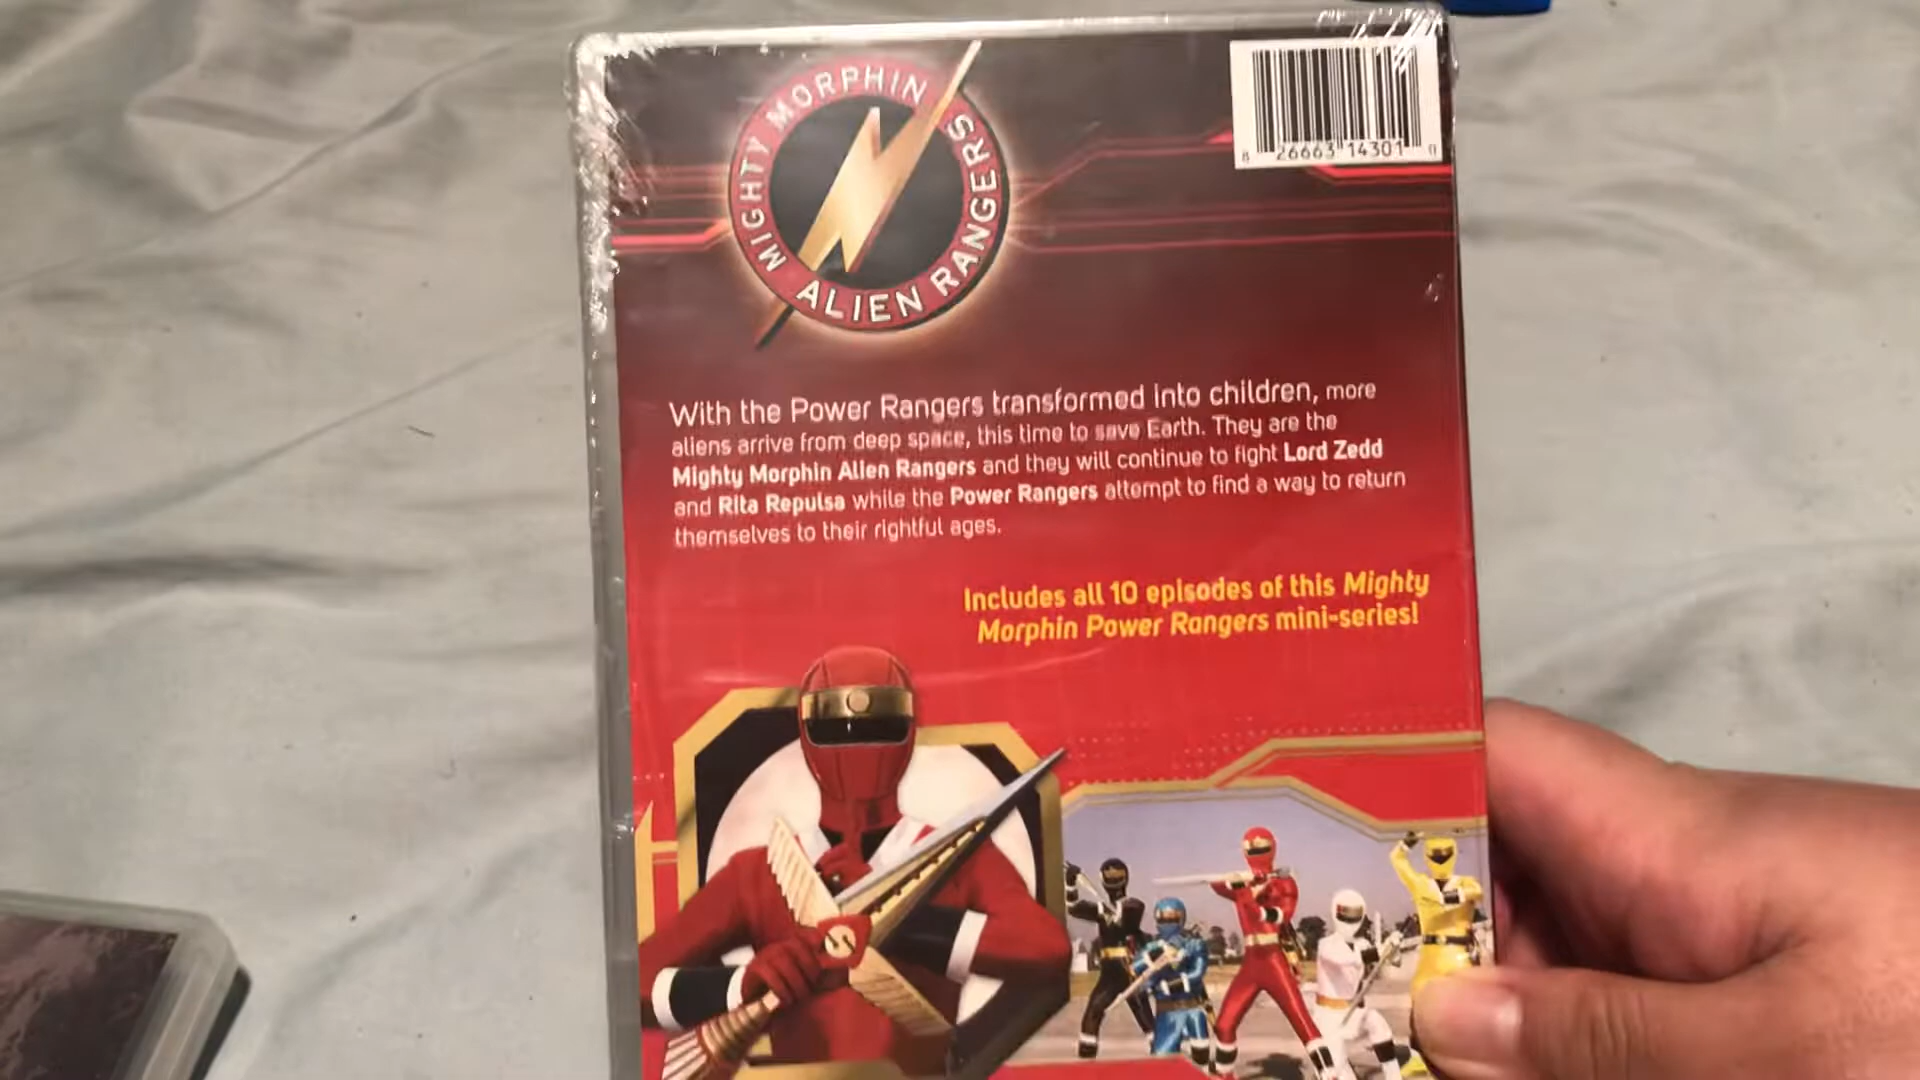 MIGHTY MORPHIN
ALIEN RANGERS
8 26663 14301 0
With the Power Rangers transformed into children, more
aliens arrive from deep space, this time to save Earth. They are the
Mighty Morphin Alien Rangers and they will continue to fight Lord Zedd
and Rita Repulsa while the Power Rangers attempt to find a way to return
themselves to their rightful ages.
Includes all 10 episodes of this Mighty
Morphin Power Rangers mini-series!